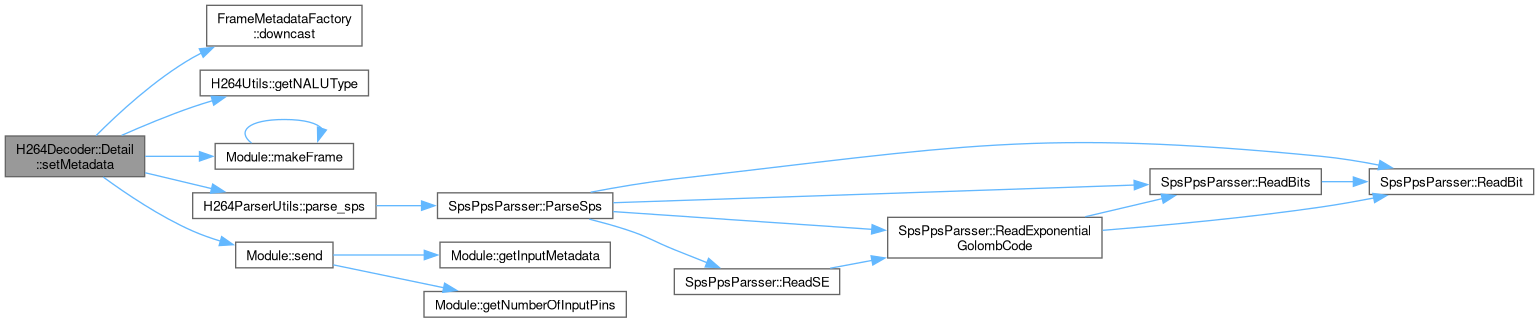 FrameMetadataFactory
::downcast
H264Utils::getNALUType
H264Decoder::Detail
::setMetadata
Module::makeFrame
H264ParserUtils::parse_sps
SpsPpsParsser::ParseSps
SpsPpsParsser::ReadBits
SpsPpsParsser::ReadBit
SpsPpsParsser::ReadExponential
GolombCode
Module::send
Module::getInputMetadata
SpsPpsParsser::ReadSE
Module::getNumberOfInputPins